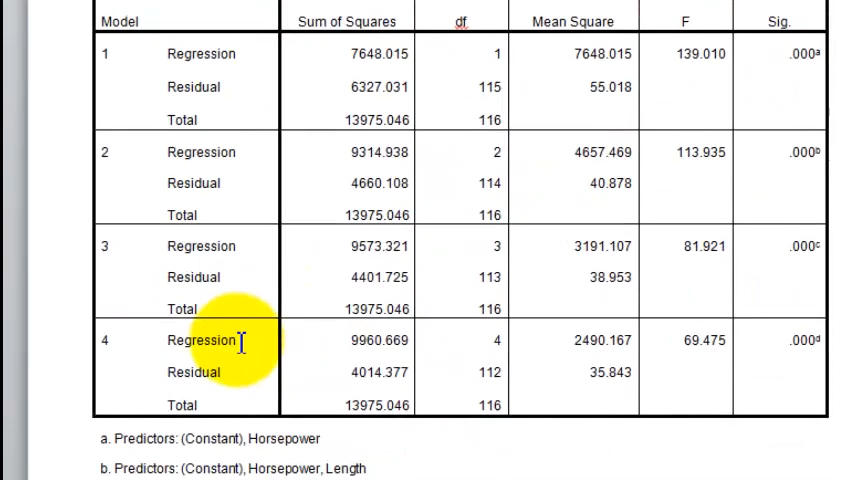 Model Sum of Squares df Mean Square F Sig.
1 Regression 7648.015 1 7648.015 139.010 .000a
Residual 6327.031 115 55.018
Total 13975.046 116
2 Regression 9314.938 2 4657.469 113.935 .000b
Residual 4660.108 114 40.878
Total 13975.046 116
3 Regression 9573.321 3 3191.107 81.921 .000c
Residual 4401.725 113 38.953
Total 13975.046 116
4 Regression 9960.669 4 2490.167 69.475 .000d
Residual 4014.377 112 35.843
Total 13975.046 116
a. Predictors: (Constant), Horsepower
b. Predictors: (Constant), Horsepower, Length